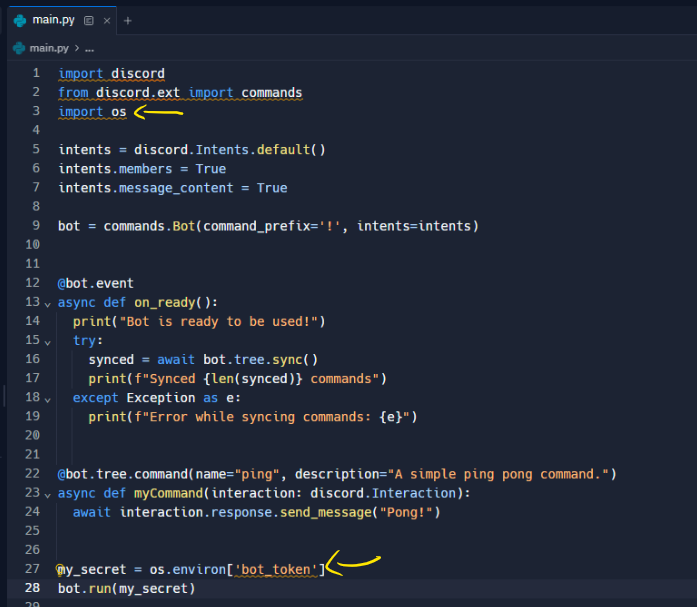 main.py
main.py > ...
1 import discord
2 from discord.ext import commands
3 import os
4
5 intents = discord.Intents.default()
6 intents.members = True
7 intents.message_content = True
8
9 bot = commands.Bot(command_prefix='!', intents=intents)
10
11
12 @bot.event
13 async def on_ready():
14   print("Bot is ready to be used!")
15   try:
16     synced = await bot.tree.sync()
17     print(f"Synced {len(synced)} commands")
18   except Exception as e:
19     print(f"Error while syncing commands: {e}")
20
21
22 @bot.tree.command(name="ping", description="A simple ping pong command.")
23 async def myCommand(interaction: discord.Interaction):
24   await interaction.response.send_message("Pong!")
25
26
27 my_secret = os.environ['bot_token']
28 bot.run(my_secret)
29